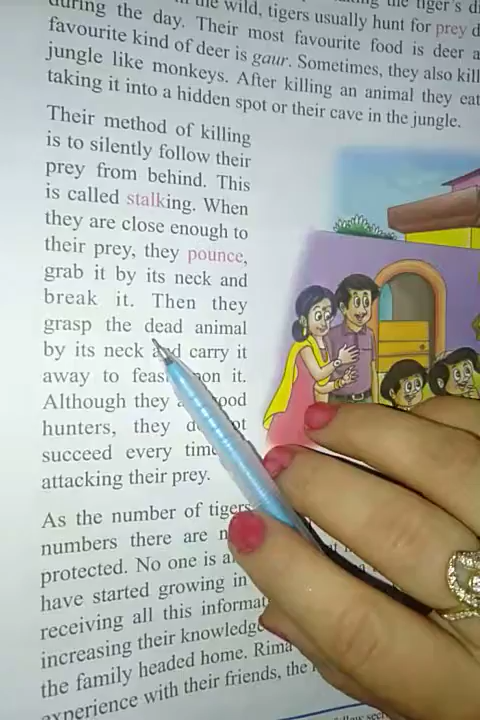 during the day. Their most favourite food is deer a
favourite kind of deer is gaur. Sometimes, they also kill
jungle like monkeys. After killing an animal they eat
taking it into a hidden spot or their cave in the jungle.
Their method of killing
is to silently follow their
prey from behind. This
is called stalking. When
they are close enough to
their prey, they pounce,
grab it by its neck and
break it. Then they
grasp the dead animal
by its neck and carry it
away to feast on it.
Although they good
hunters, they
succeed every time
attacking their prey.
As the number of tigers
numbers there are
protected. No one is
have started growing in
receiving all this
increasing their knowledge
the family headed home. Rima
experience with their friends, the